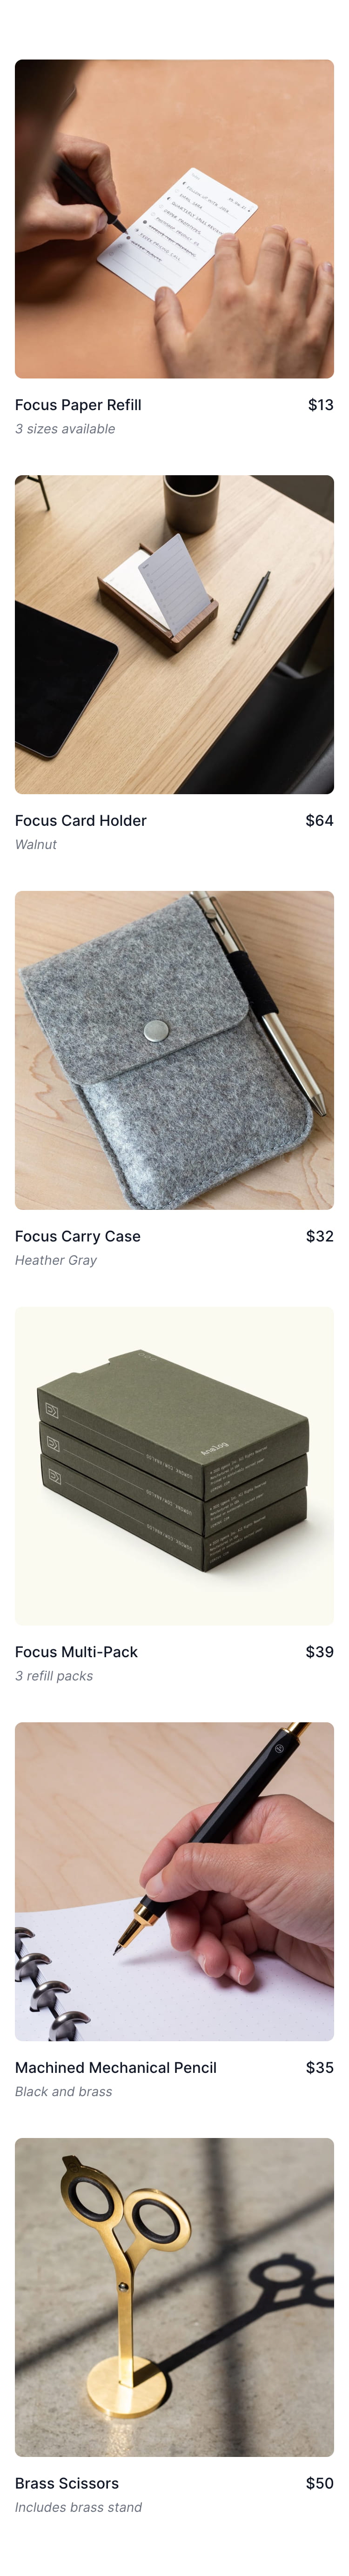 Focus Paper Refill
$13
3 sizes available
Focus Card Holder
$64
Walnut
Focus Carry Case
$32
Heather Gray
Analog
Focus Multi-Pack
$39
3 refill packs
Machined Mechanical Pencil
$35
Black and brass
Brass Scissors
$50
Includes brass stand